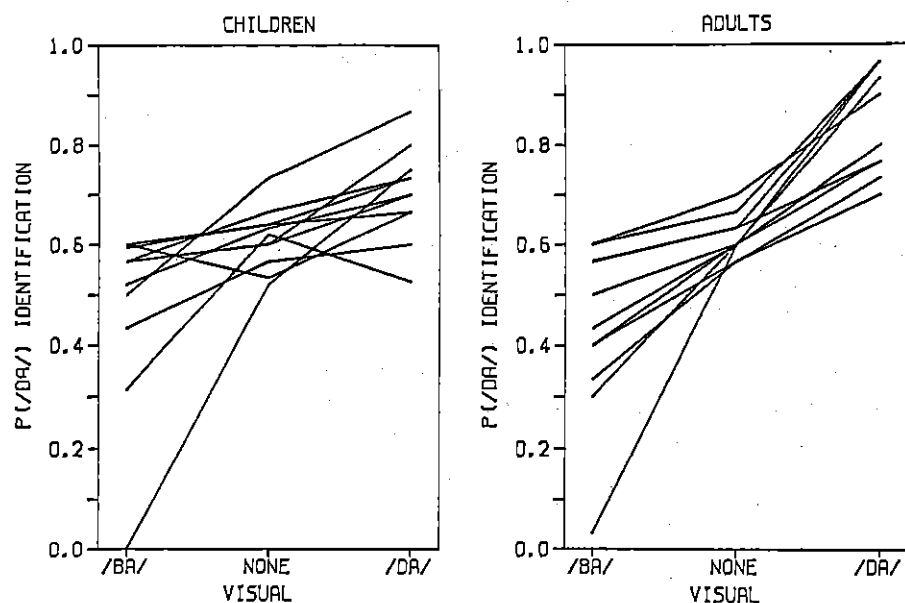 CHILDREN
P(/DA/) IDENTIFICATION
1.0
0.8
0.6
0.4
0.2
0.0
/BA/ NONE /DA/
VISUAL
ADULTS
P(/DA/) IDENTIFICATION
1.0
0.8
0.6
0.4
0.2
0.0
/BA/ NONE /DA/
VISUAL